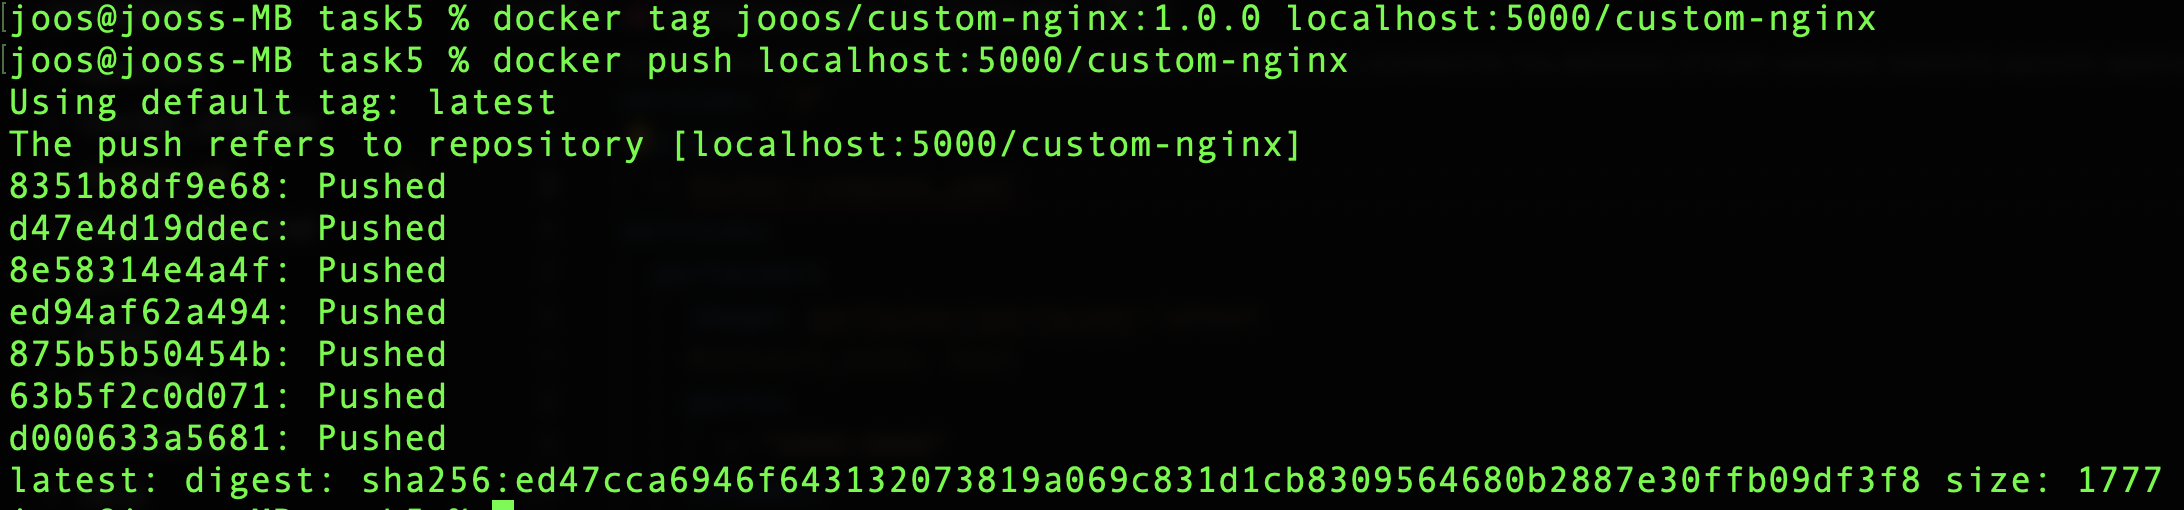 [joos@jooss-MB task5 % docker tag jooos/custom-nginx:1.0.0 localhost:5000/custom-nginx
[joos@jooss-MB task5 % docker push localhost:5000/custom-nginx
Using default tag: latest
The push refers to repository [localhost:5000/custom-nginx]
8351b8df9e68: Pushed
d47e4d19ddec: Pushed
8e58314e4a4f: Pushed
ed94af62a494: Pushed
875b5b50454b: Pushed
63b5f2c0d071: Pushed
d000633a5681: Pushed
latest: digest: sha256:ed47cca6946f643132073819a069c831d1cb8309564680b2887e30ffb09df3f8 size: 1777